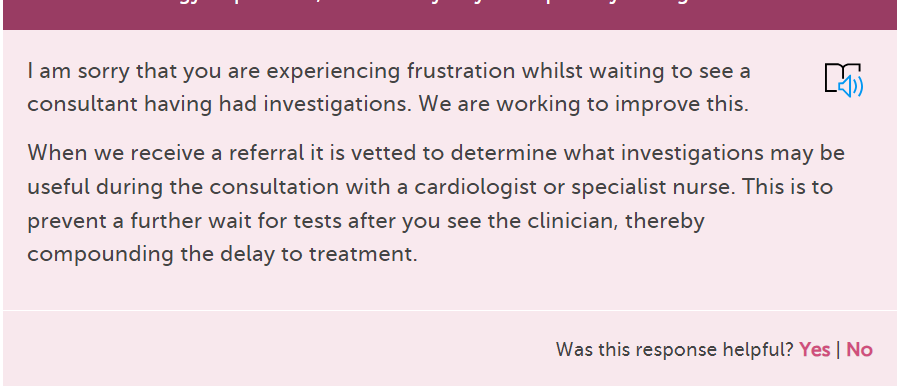 I am sorry that you are experiencing frustration whilst waiting to see a
consultant having had investigations. We are working to improve this.
When we receive a referral it is vetted to determine what investigations may be
useful during the consultation with a cardiologist or specialist nurse. This is to
prevent a further wait for tests after you see the clinician, thereby
compounding the delay to treatment.
Was this response helpful? Yes | No